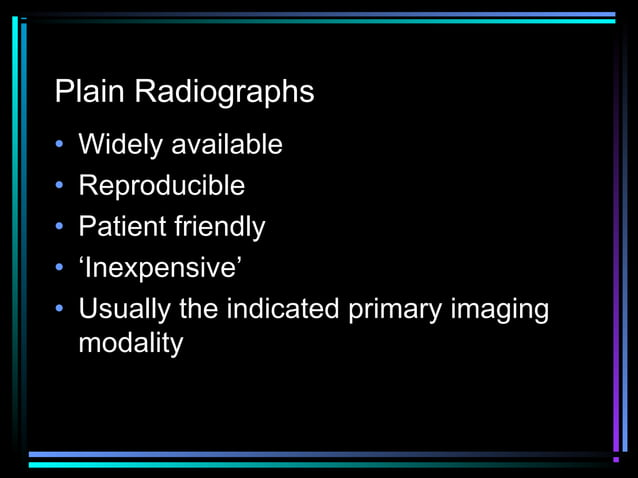 Plain Radiographs
• Widely available
• Reproducible
• Patient friendly
• ‘Inexpensive’
• Usually the indicated primary imaging
modality